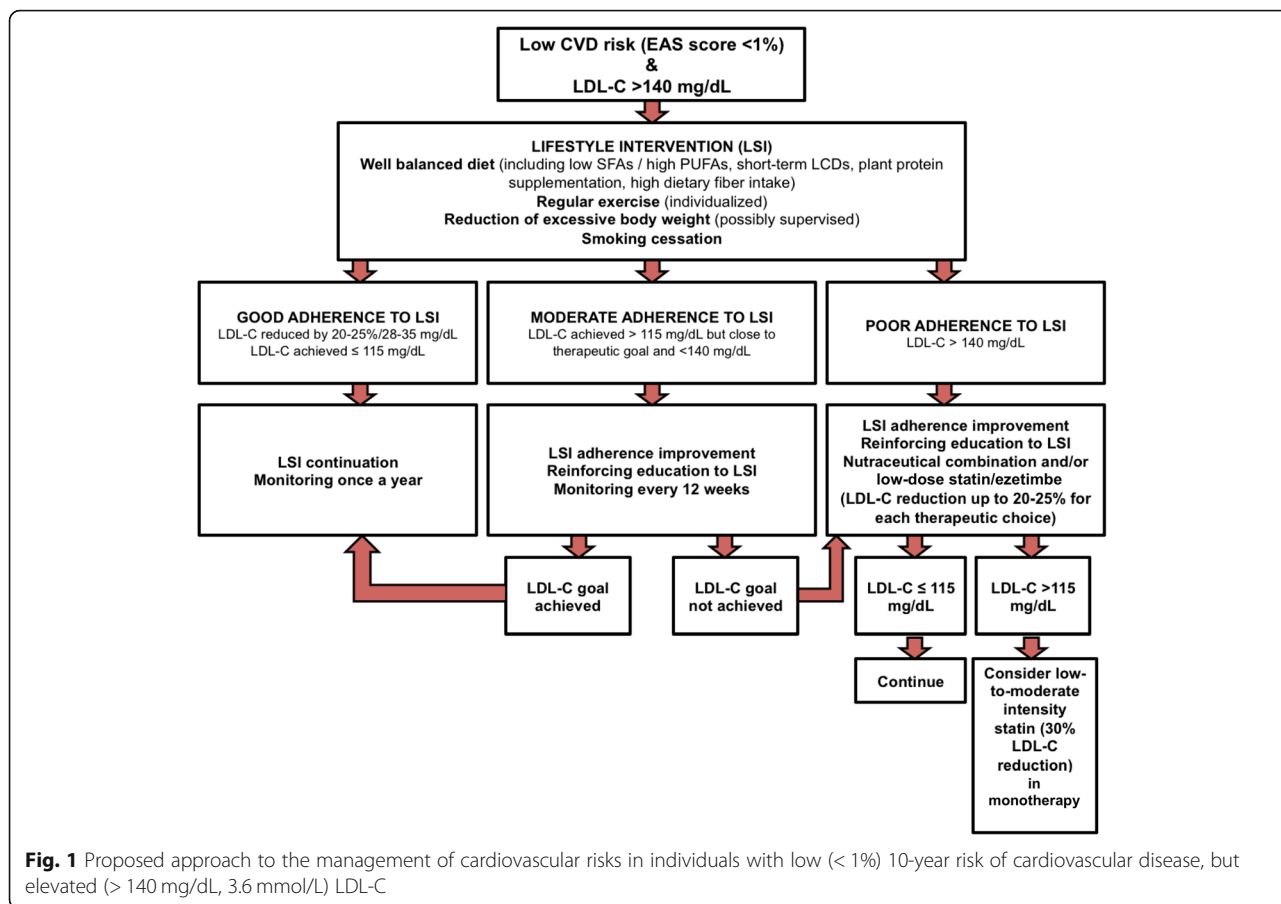 Low CVD risk (EAS score <1%)
&
LDL-C >140 mg/dL
LIFESTYLE INTERVENTION (LSI)
Well balanced diet (including low SFAs / high PUFAs, short-term LCDs, plant protein
supplementation, high dietary fiber intake)
Regular exercise (individualized)
Reduction of excessive body weight (possibly supervised)
Smoking cessation
GOOD ADHERENCE TO LSI
LDL-C reduced by 20-25%/28-35 mg/dL
LDL-C achieved ≤ 115 mg/dL
MODERATE ADHERENCE TO LSI
LDL-C achieved > 115 mg/dL but close to
therapeutic goal and <140 mg/dL
POOR ADHERENCE TO LSI
LDL-C > 140 mg/dL
LSI continuation
Monitoring once a year
LSI adherence improvement
Reinforcing education to LSI
Monitoring every 12 weeks
LSI adherence improvement
Reinforcing education to LSI
Nutraceutical combination and/or
low-dose statin/ezetimbe
(LDL-C reduction up to 20-25% for
each therapeutic choice)
LDL-C goal
achieved
LDL-C goal
not achieved
LDL-C ≤ 115
mg/dL
LDL-C >115
mg/dL
Continue
Consider low-
to-moderate
intensity
statin (30%
LDL-C
reduction)
in
monotherapy
Fig. 1 Proposed approach to the management of cardiovascular risks in individuals with low (< 1%) 10-year risk of cardiovascular disease, but
elevated (> 140 mg/dL, 3.6 mmol/L) LDL-C